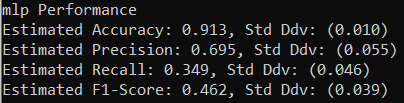 mlp Performance
Estimated Accuracy: 0.913, Std Ddv: (0.010)
Estimated Precision: 0.695, Std Ddv: (0.055)
Estimated Recall: 0.349, Std Ddv: (0.046)
Estimated F1-Score: 0.462, Std Ddv: (0.039)